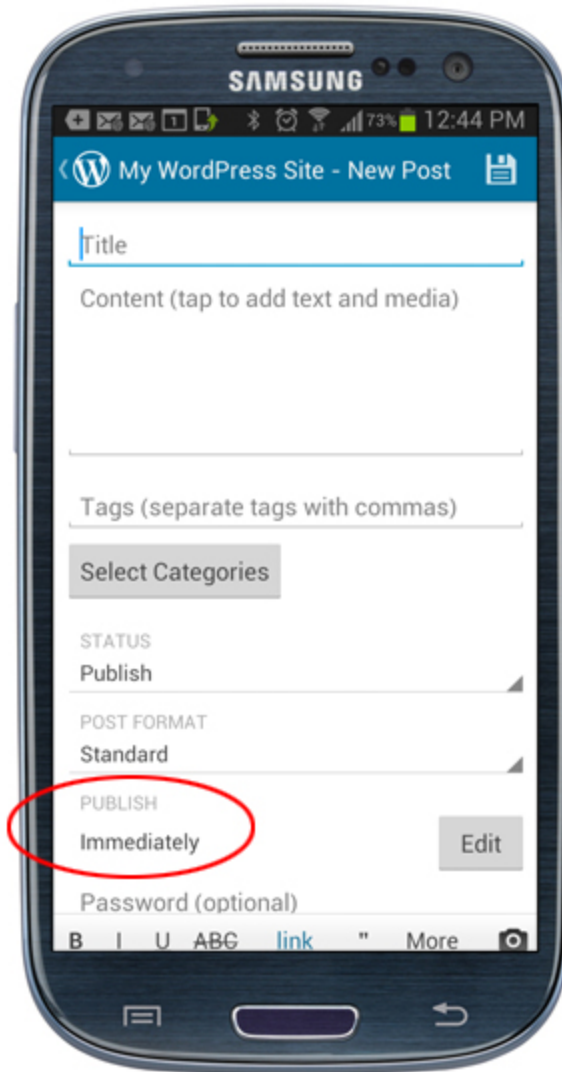 SAMSUNG
1 73% 12:44 PM
My WordPress Site - New Post
Title
Content (tap to add text and media)
Tags (separate tags with commas)
Select Categories
STATUS
Publish
POST FORMAT
Standard
PUBLISH
Immediately
Edit
Password (optional)
B I U ABC link " More